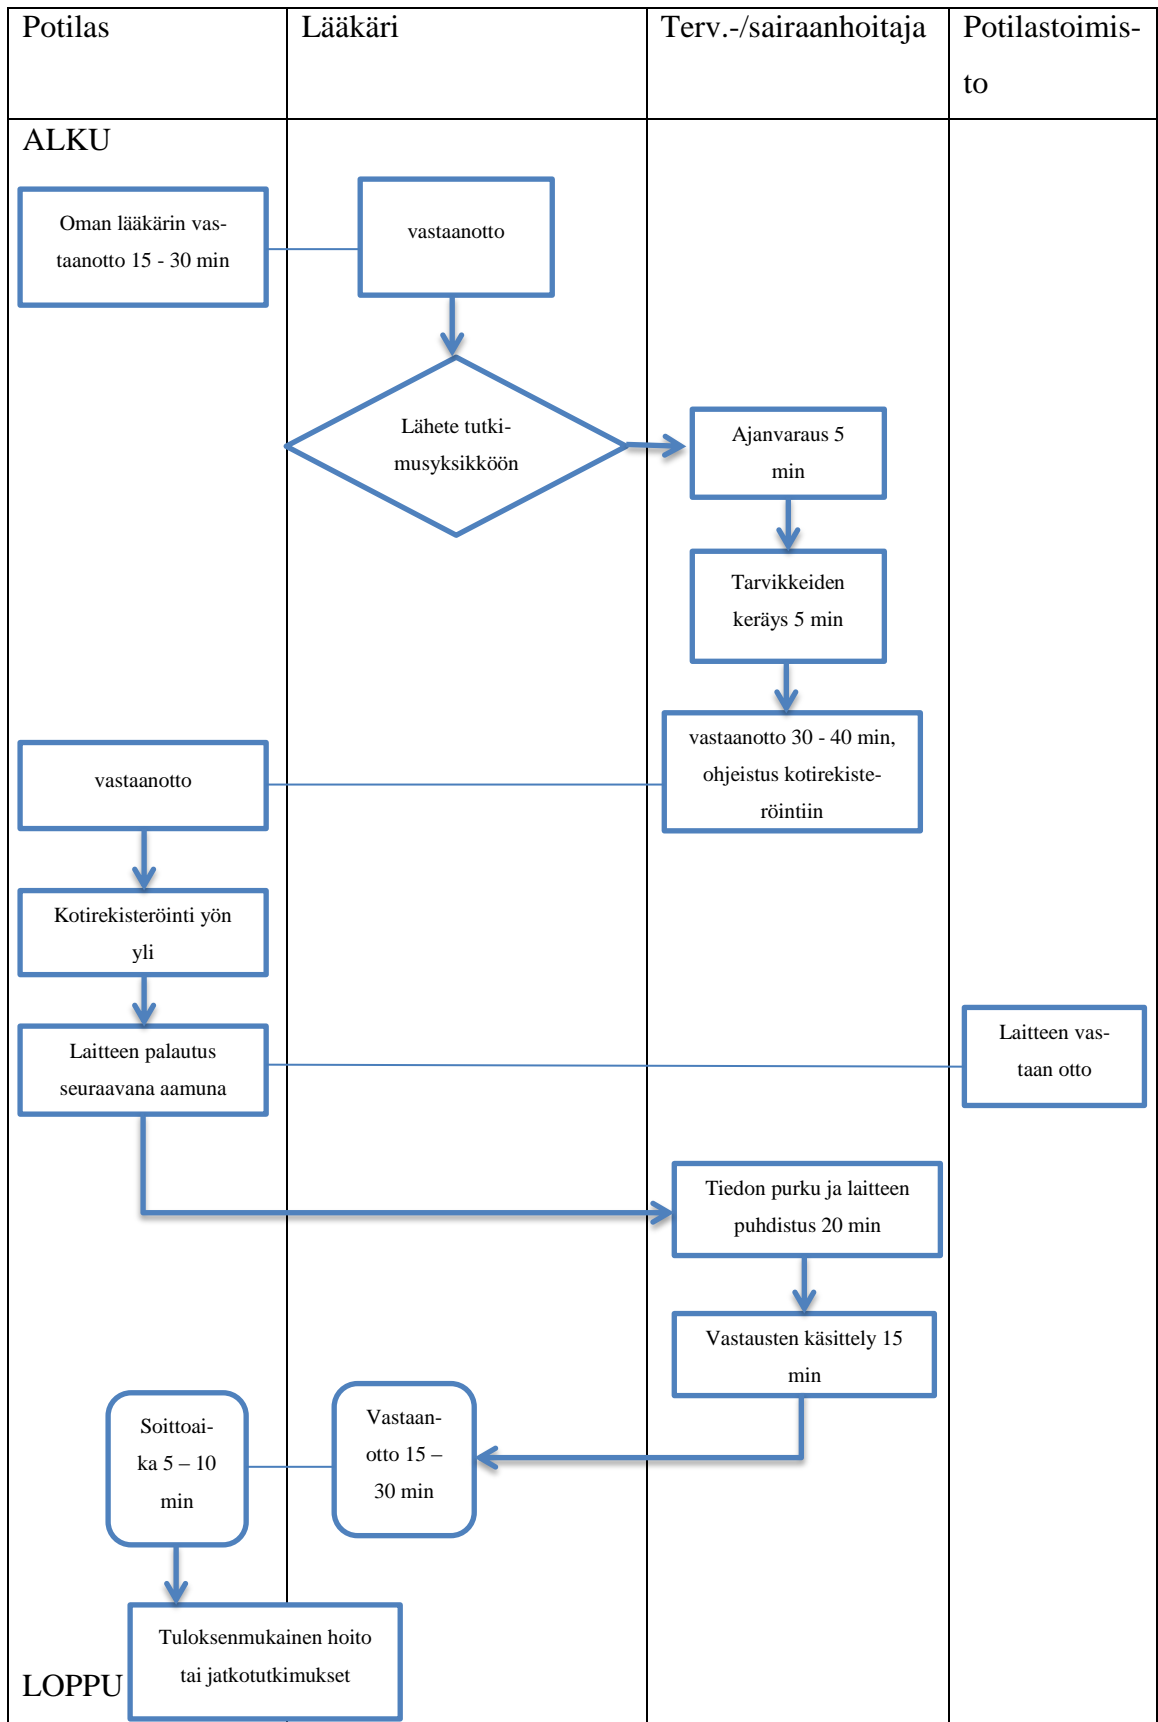 Potilas
Lääkäri
Terv.-/sairaanhoitaja
Potilastoimis-
to
ALKU
Oman lääkärin vas-
taanotto 15 - 30 min
vastaanotto
Lähete tutki-
musyksikköön
Ajanvaraus 5
min
Tarvikkeiden
keräys 5 min
vastaanotto 30 - 40 min,
ohjeistus kotirekiste-
röintiin
vastaanotto
Kotirekisteröinti yön
yli
Laitteen palautus
seuraavana aamuna
Laitteen vas-
taan otto
Tiedon purku ja laitteen
puhdistus 20 min
Vastausten käsittely 15
min
Vastaan-
otto 15 –
30 min
Soittoai-
ka 5 – 10
min
Tuloksenmukainen hoito
tai jatkotutkimukset
LOPPU